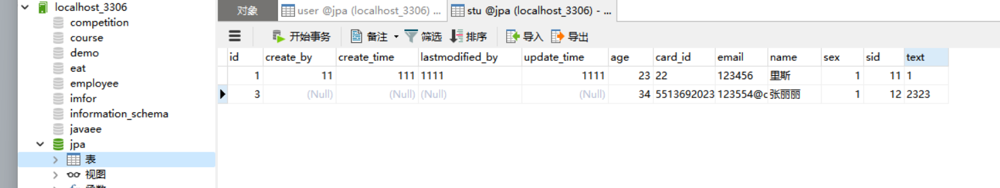 localhost_3306
competition
course
demo
eat
employee
imfor
information_schema
javaee
jpa
表
视图
对象 user @jpa (localhost_3306) ... stu @jpa (localhost_3306) - ...
开始事务 备注 筛选 排序 导入 导出
id create_by create_time lastmodified_by update_time age card_id email name sex sid text
1 11 111 1111 1111 23 22 123456 里斯 1 11 1
3 (Null) (Null) (Null) (Null) 34 5513692023 123554@c 张丽丽 1 12 2323